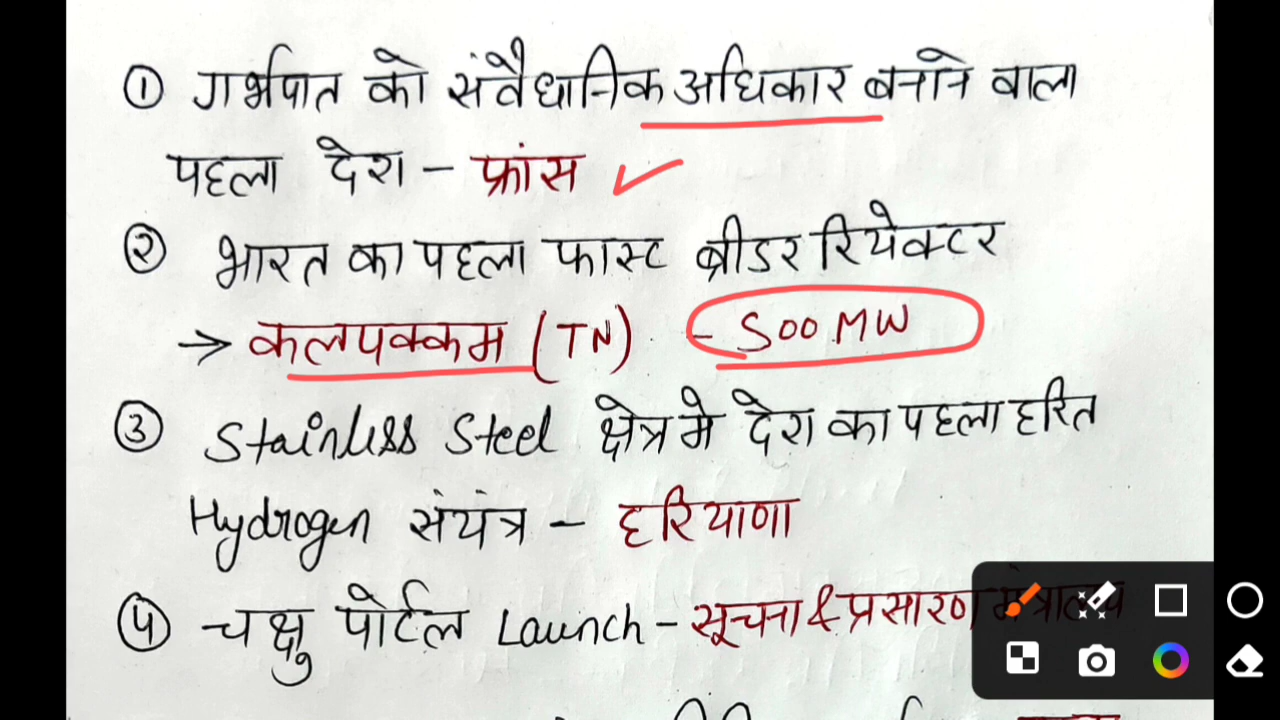 ① गर्भपात को संवैधानिक अधिकार बनाने वाला
पहला देश - फ्रांस ✓
② भारत का पहला फास्ट ब्रीडर रियेक्टर
→ कलपक्कम (TN) - 500 MW
③ Stainless Steel क्षेत्र मे देश का पहला हरित
Hydrogen संयंत्र - हरियाणा
④ चक्षु पोर्टल Launch - सूचना & प्रसारण मंत्रालय